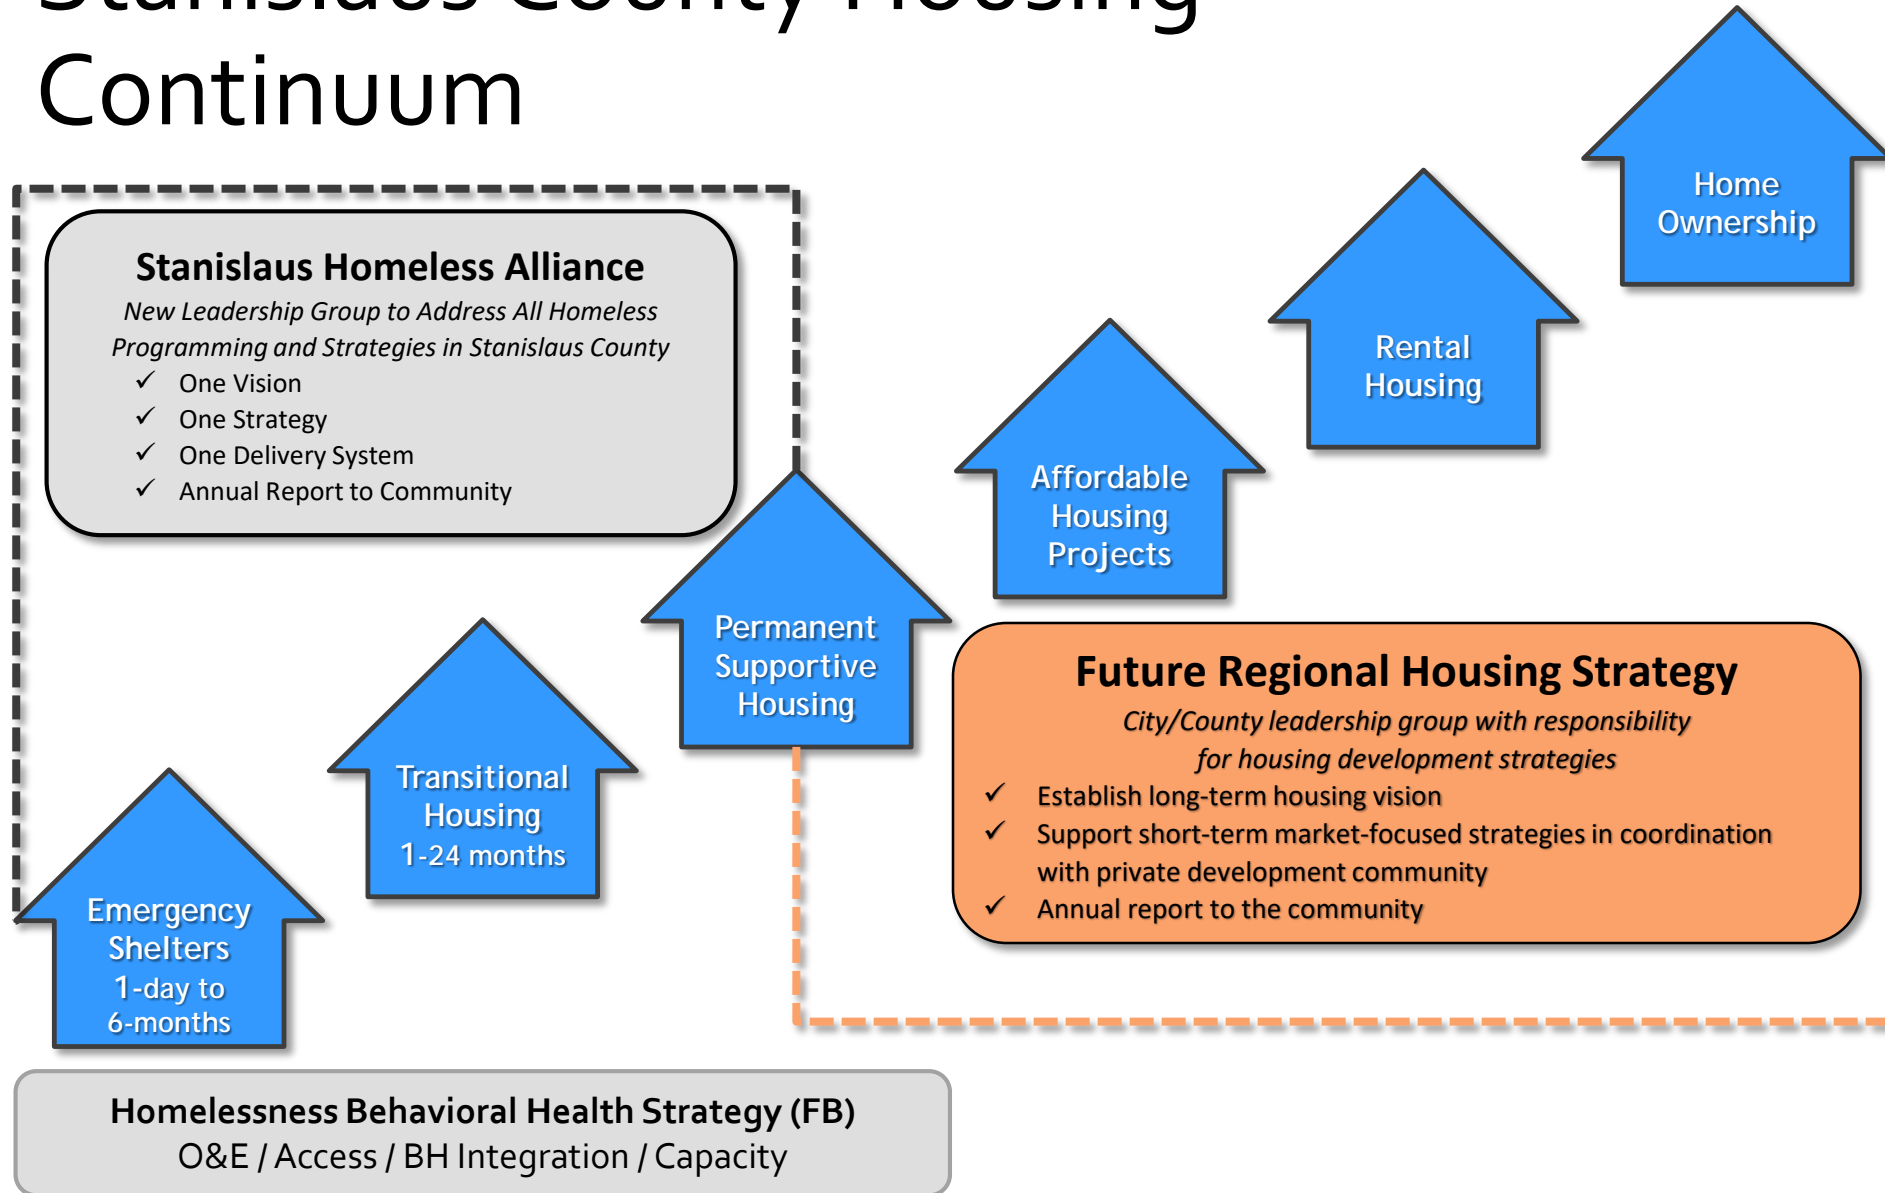 Stanislaus County Housing
Continuum
Home
Ownership
Rental
Housing
Stanislaus Homeless Alliance
New Leadership Group to Address All Homeless
Programming and Strategies in Stanislaus County
✓ One Vision
✓ One Strategy
✓ One Delivery System
✓ Annual Report to Community
Affordable
Housing
Projects
Permanent
Supportive
Housing
Transitional
Housing
1-24 months
Emergency
Shelters
1-day to
6-months
Future Regional Housing Strategy
City/County leadership group with responsibility
for housing development strategies
✓ Establish long-term housing vision
✓ Support short-term market-focused strategies in coordination
with private development community
✓ Annual report to the community
Homelessness Behavioral Health Strategy (FB)
O&E / Access / BH Integration / Capacity